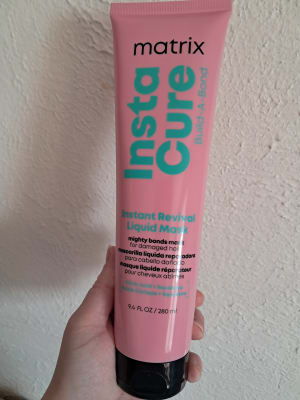 matrix
Insta
Cure
Build-A-Bond
Instant Revival
Liquid Mask
mighty bonds mask
for damaged hair
mascarilla líquida reparadora
para cabello dañado
masque liquide réparateur
pour cheveux abîmés
9.4 FL OZ / 280 ml